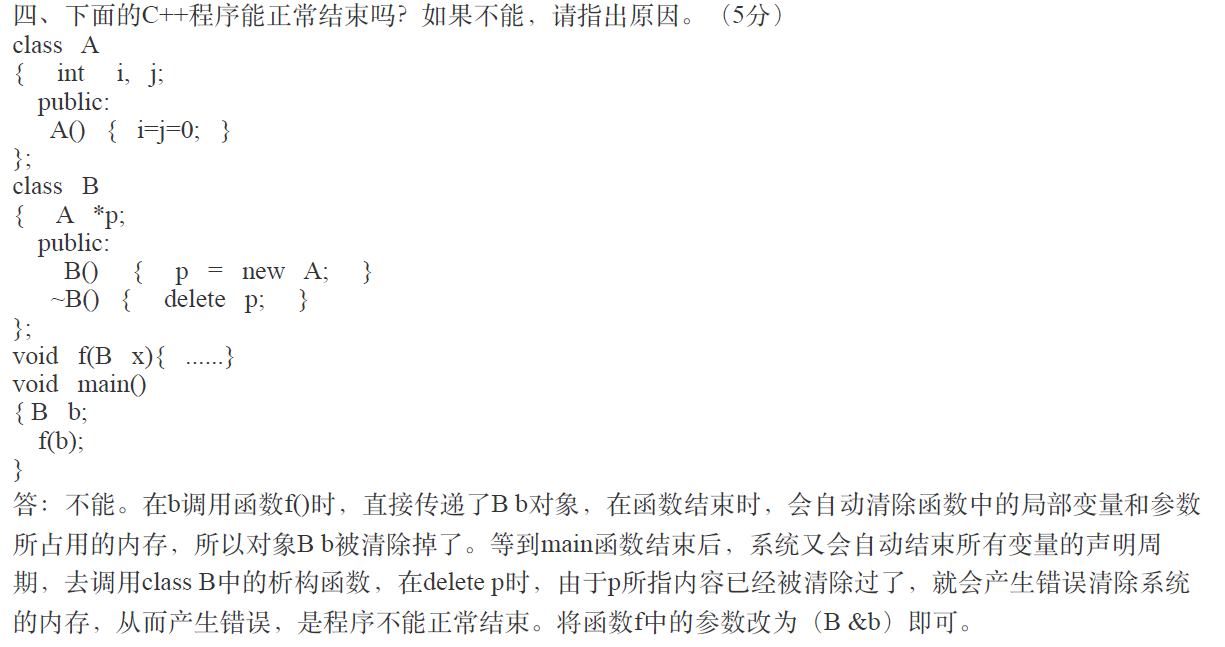 四、下面的C++程序能正常结束吗？如果不能，请指出原因。（5分）
class A
{ int i, j;
public:
A() { i=j=0; }
};
class B
{ A *p;
public:
B() { p = new A; }
~B() { delete p; }
};
void f(B x){ ......}
void main()
{ B b;
f(b);
}
答：不能。在b调用函数f()时，直接传递了B b对象，在函数结束时，会自动清除函数中的局部变量和参数
所占用的内存，所以对象B b被清除掉了。等到main函数结束后，系统又会自动结束所有变量的声明周
期，去调用class B中的析构函数，在delete p时，由于p所指内容已经被清除过了，就会产生错误清除系统
的内存，从而产生错误，是程序不能正常结束。将函数f中的参数改为（B &b）即可。